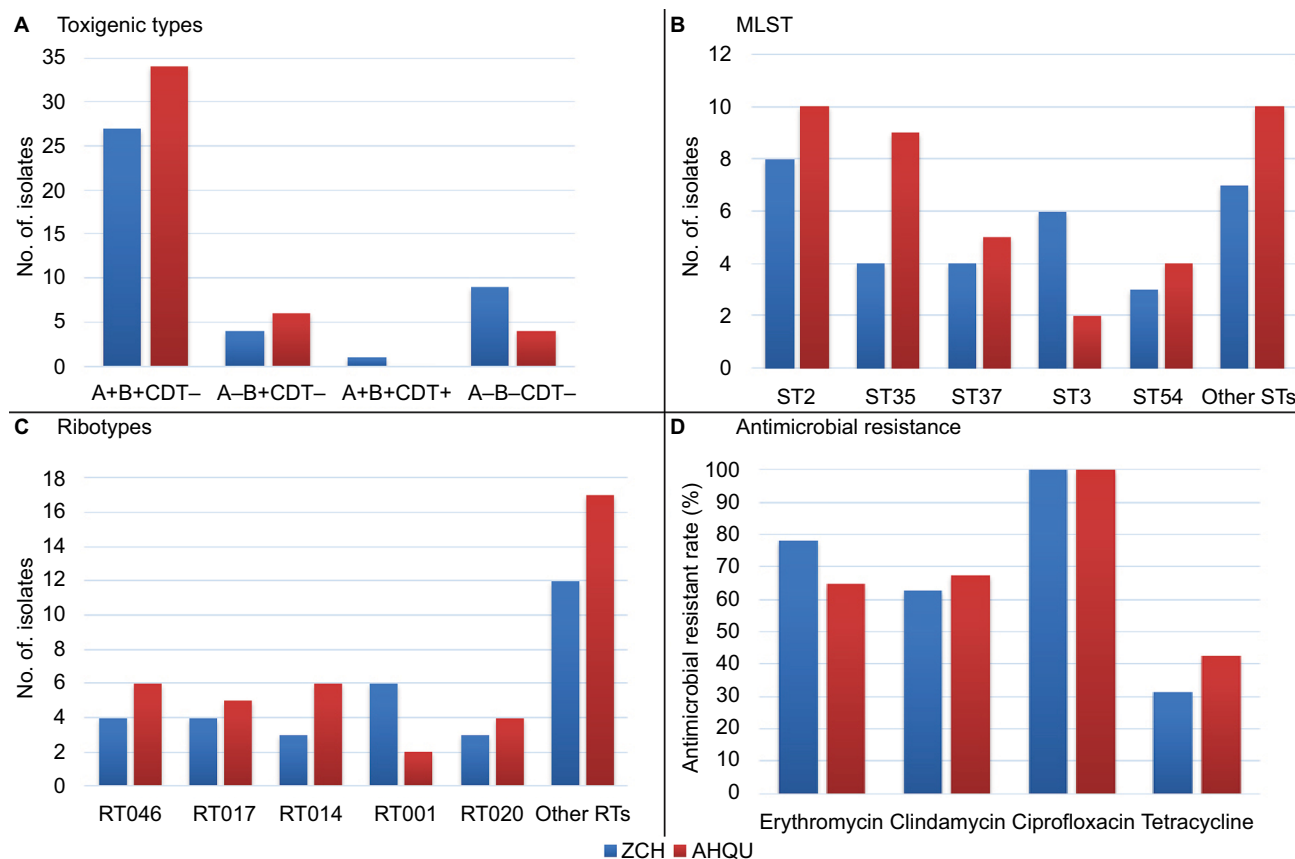 A Toxigenic types
No. of. isolates
35
30
25
20
15
10
5
0
A+B+CDT– A–B+CDT– A+B+CDT+ A–B–CDT–
B MLST
No. of. isolates
12
10
8
6
4
2
0
ST2 ST35 ST37 ST3 ST54 Other STs
C Ribotypes
No. of. isolates
18
16
14
12
10
8
6
4
2
0
RT046 RT017 RT014 RT001 RT020 Other RTs
D Antimicrobial resistance
Antimicrobial resistant rate (%)
100
90
80
70
60
50
40
30
20
10
0
Erythromycin Clindamycin Ciprofloxacin Tetracycline
ZCH AHQU